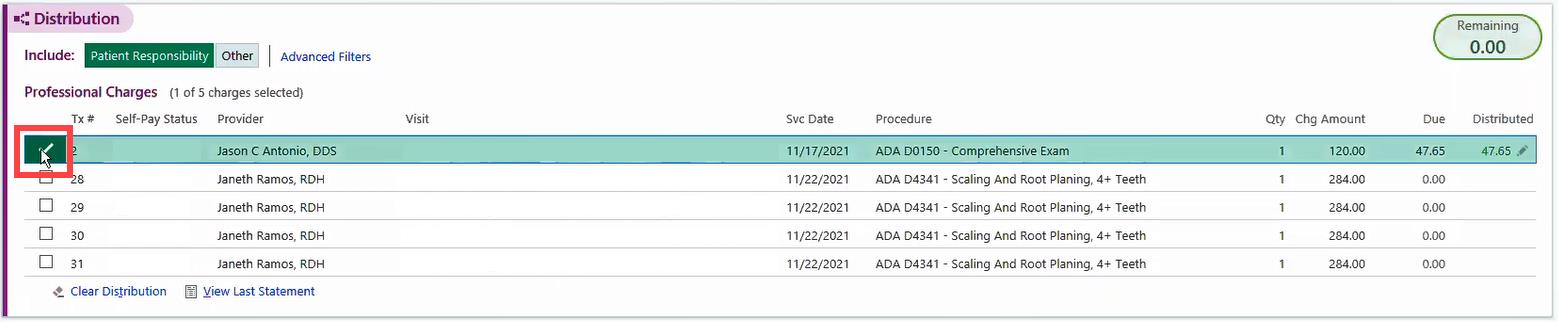 Distribution
Remaining
0.00
Include: Patient Responsibility Other Advanced Filters
Professional Charges (1 of 5 charges selected)
Tx # Self-Pay Status Provider Visit Svc Date Procedure Qty Chg Amount Due Distributed
2 Jason C Antonio, DDS 11/17/2021 ADA D0150 - Comprehensive Exam 1 120.00 47.65 47.65
28 Janeth Ramos, RDH 11/22/2021 ADA D4341 - Scaling And Root Planing, 4+ Teeth 1 284.00 0.00
29 Janeth Ramos, RDH 11/22/2021 ADA D4341 - Scaling And Root Planing, 4+ Teeth 1 284.00 0.00
30 Janeth Ramos, RDH 11/22/2021 ADA D4341 - Scaling And Root Planing, 4+ Teeth 1 284.00 0.00
31 Janeth Ramos, RDH 11/22/2021 ADA D4341 - Scaling And Root Planing, 4+ Teeth 1 284.00 0.00
Clear Distribution View Last Statement